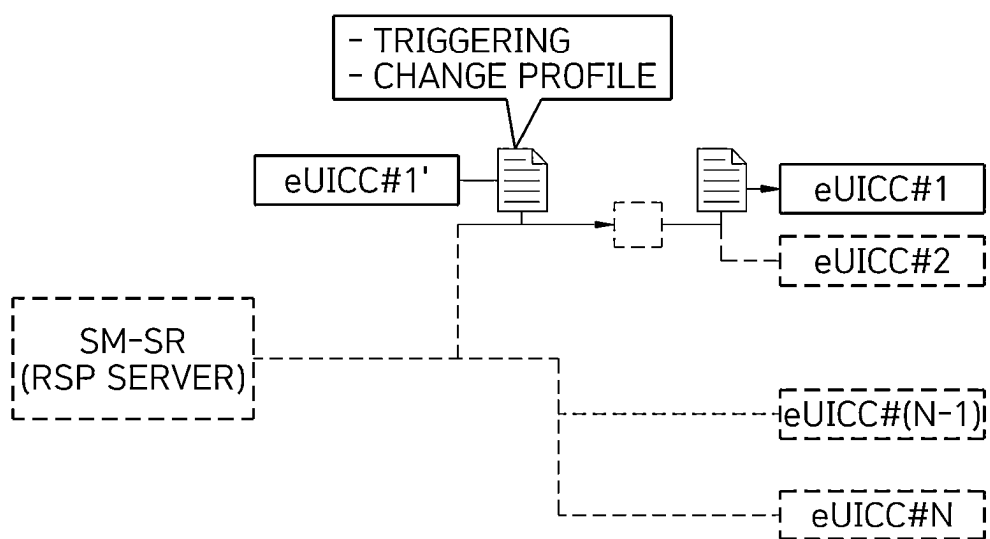 - TRIGGERING
- CHANGE PROFILE
eUICC#1'
eUICC#1
eUICC#2
SM-SR
(RSP SERVER)
eUICC#(N-1)
eUICC#N